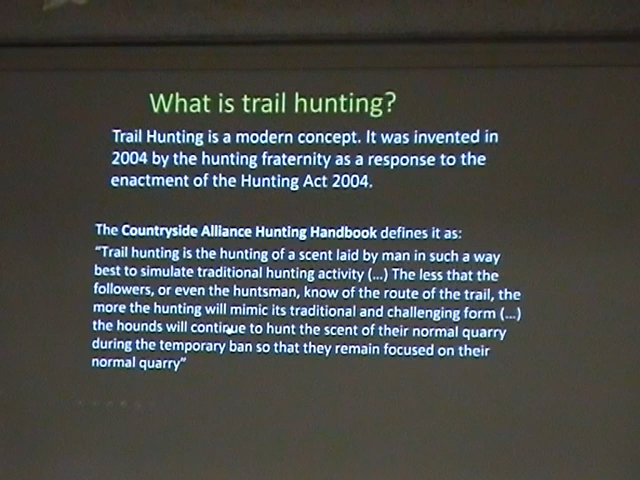 What is trail hunting?
Trail Hunting is a modern concept. It was invented in
2004 by the hunting fraternity as a response to the
enactment of the Hunting Act 2004.
The Countryside Alliance Hunting Handbook defines it as:
“Trail hunting is the hunting of a scent laid by man in such a way
best to simulate traditional hunting activity (...) The less that the
followers, or even the huntsman, know of the route of the trail, the
more the hunting will mimic its traditional and challenging form (...)
the hounds will continue to hunt the scent of their normal quarry
during the temporary ban so that they remain focused on their
normal quarry”